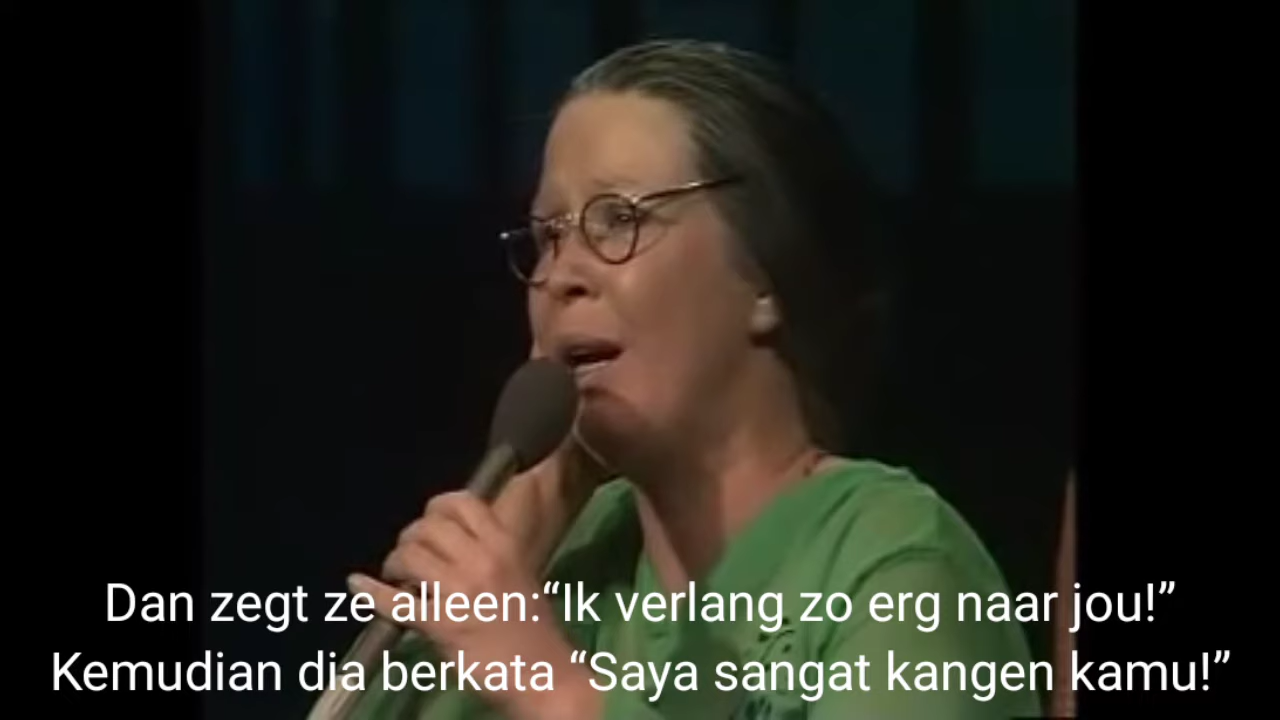 Dan zegt ze alleen:“Ik verlang zo erg naar jou!”
Kemudian dia berkata “Saya sangat kangen kamu!”